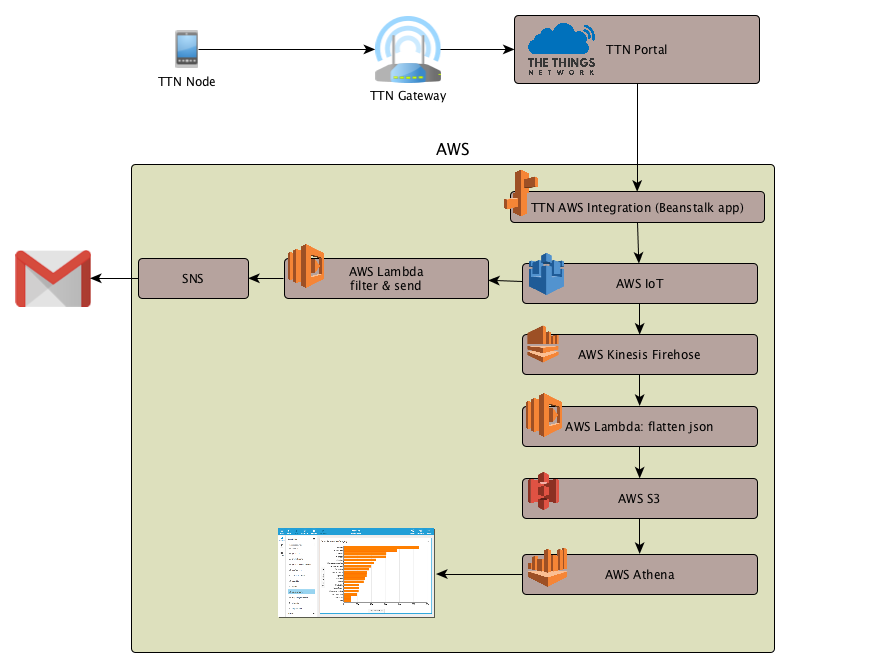 THE THINGS
NETWORK
TTN Portal
TTN Node
TTN Gateway
AWS
TTN AWS Integration (Beanstalk app)
SNS
AWS Lambda
filter & send
AWS IoT
AWS Kinesis Firehose
AWS Lambda: flatten json
AWS S3
AWS Athena